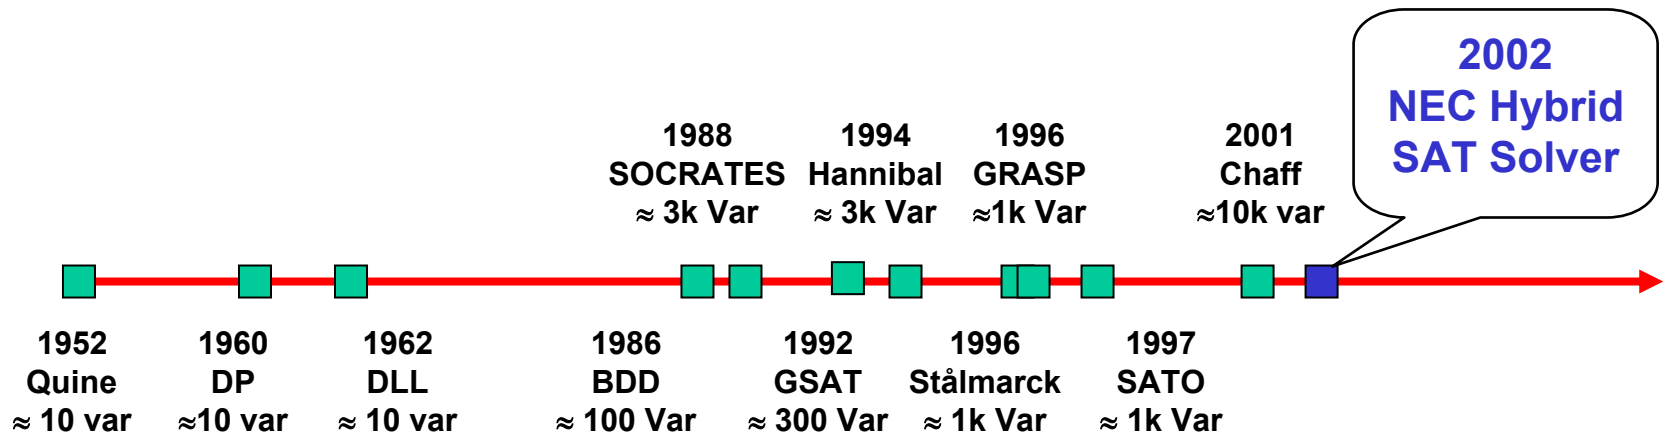 2002
NEC Hybrid
SAT Solver
1988
SOCRATES
≈ 3k Var
1994
Hannibal
≈ 3k Var
1996
GRASP
≈1k Var
2001
Chaff
≈10k var
1952
Quine
≈ 10 var
1960
DP
≈10 var
1962
DLL
≈ 10 var
1986
BDD
≈ 100 Var
1992
GSAT
≈ 300 Var
1996
Stålmarck
≈ 1k Var
1997
SATO
≈ 1k Var